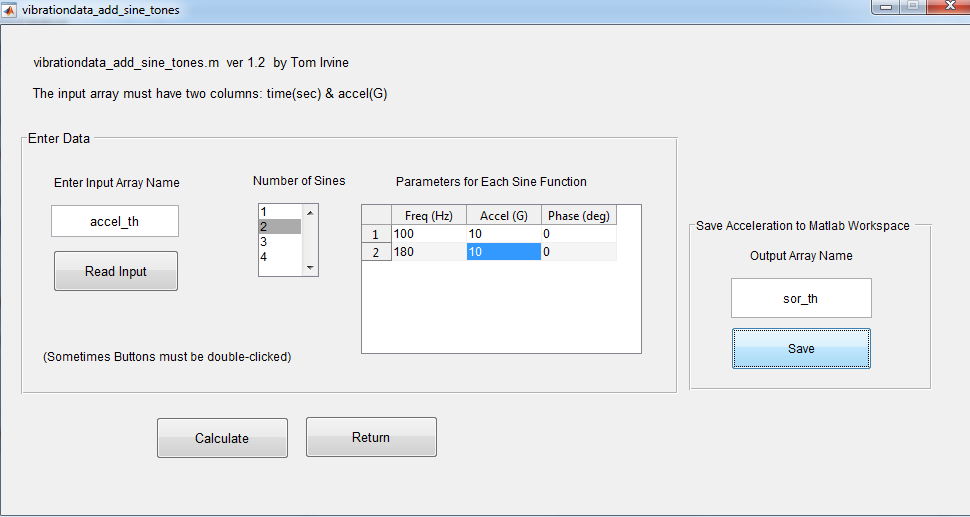 vibrationdata_add_sine_tones
vibrationdata_add_sine_tones.m ver 1.2 by Tom Irvine
The input array must have two columns: time(sec) & accel(G)
Enter Data
Enter Input Array Name
accel_th
Read Input
Number of Sines
1
2
3
4
Parameters for Each Sine Function
Freq (Hz) Accel (G) Phase (deg)
1 100 10 0
2 180 10 0
(Sometimes Buttons must be double-clicked)
Save Acceleration to Matlab Workspace
Output Array Name
sor_th
Save
Calculate
Return